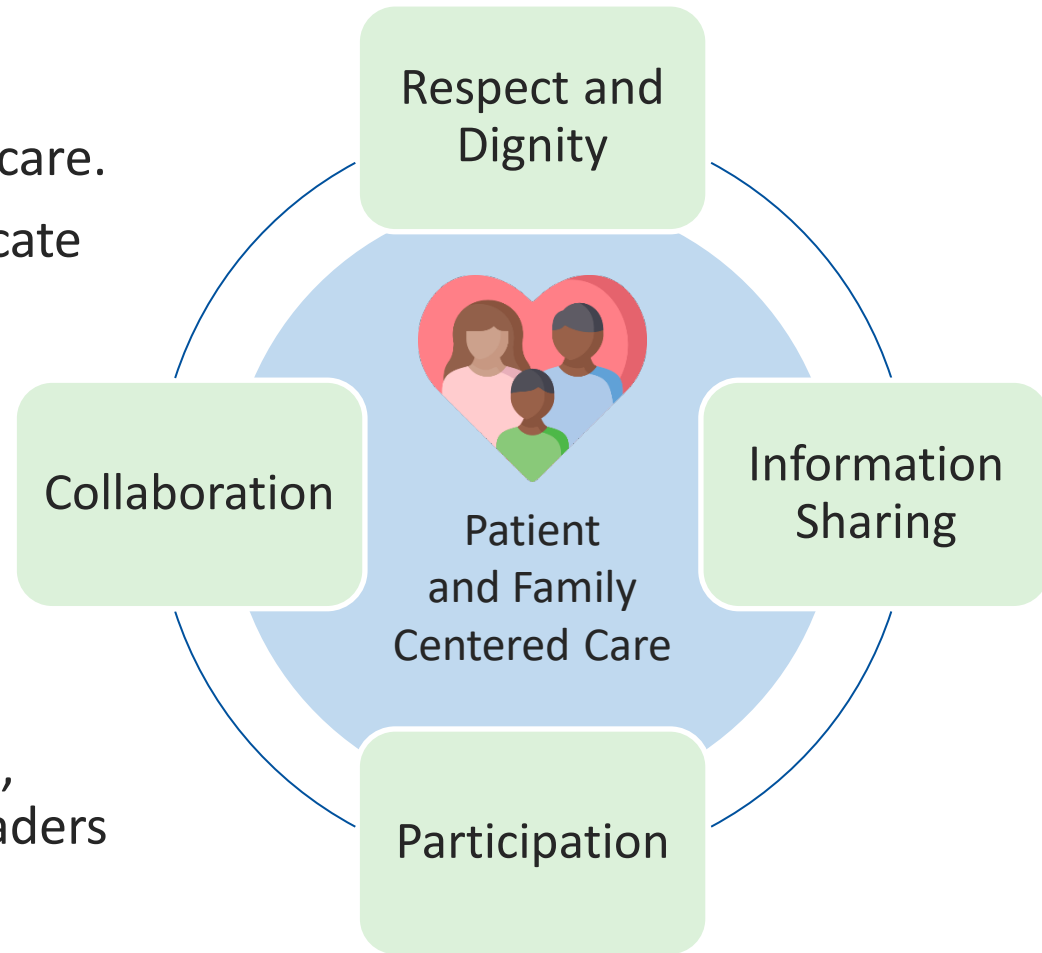 care.
cate
,
aders
Respect and
Dignity
Collaboration
Information
Sharing
Patient
and Family
Centered Care
Participation